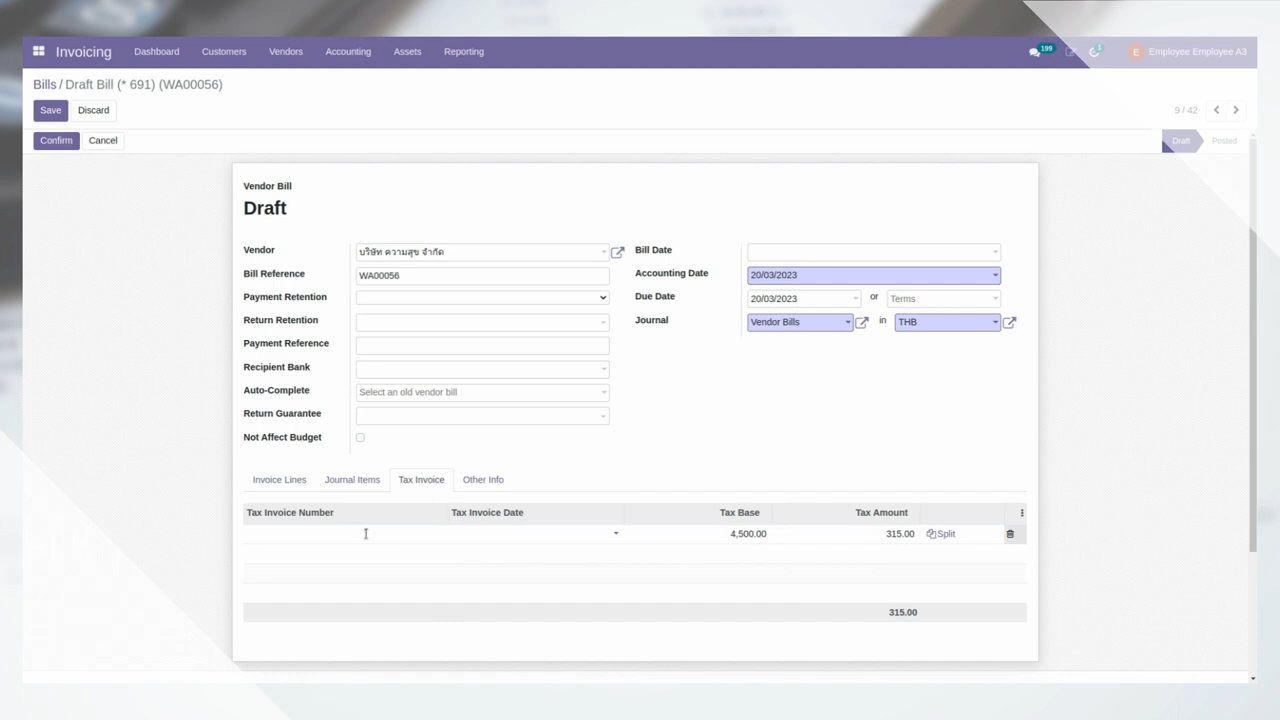 Invoicing Dashboard Customers Vendors Accounting Assets Reporting 199 1 E Employee Employee A3
Bills / Draft Bill (* 691) (WA00056)
Save Discard 9 / 42
Confirm Cancel Draft Posted
Vendor Bill
Draft
Vendor บริษัท ความสุข จำกัด Bill Date
Bill Reference WA00056 Accounting Date 20/03/2023
Payment Retention Due Date 20/03/2023 or Terms
Return Retention Journal Vendor Bills in THB
Payment Reference
Recipient Bank
Auto-Complete Select an old vendor bill
Return Guarantee
Not Affect Budget
Invoice Lines Journal Items Tax Invoice Other Info
Tax Invoice Number Tax Invoice Date Tax Base Tax Amount
4,500.00 315.00 Split
315.00